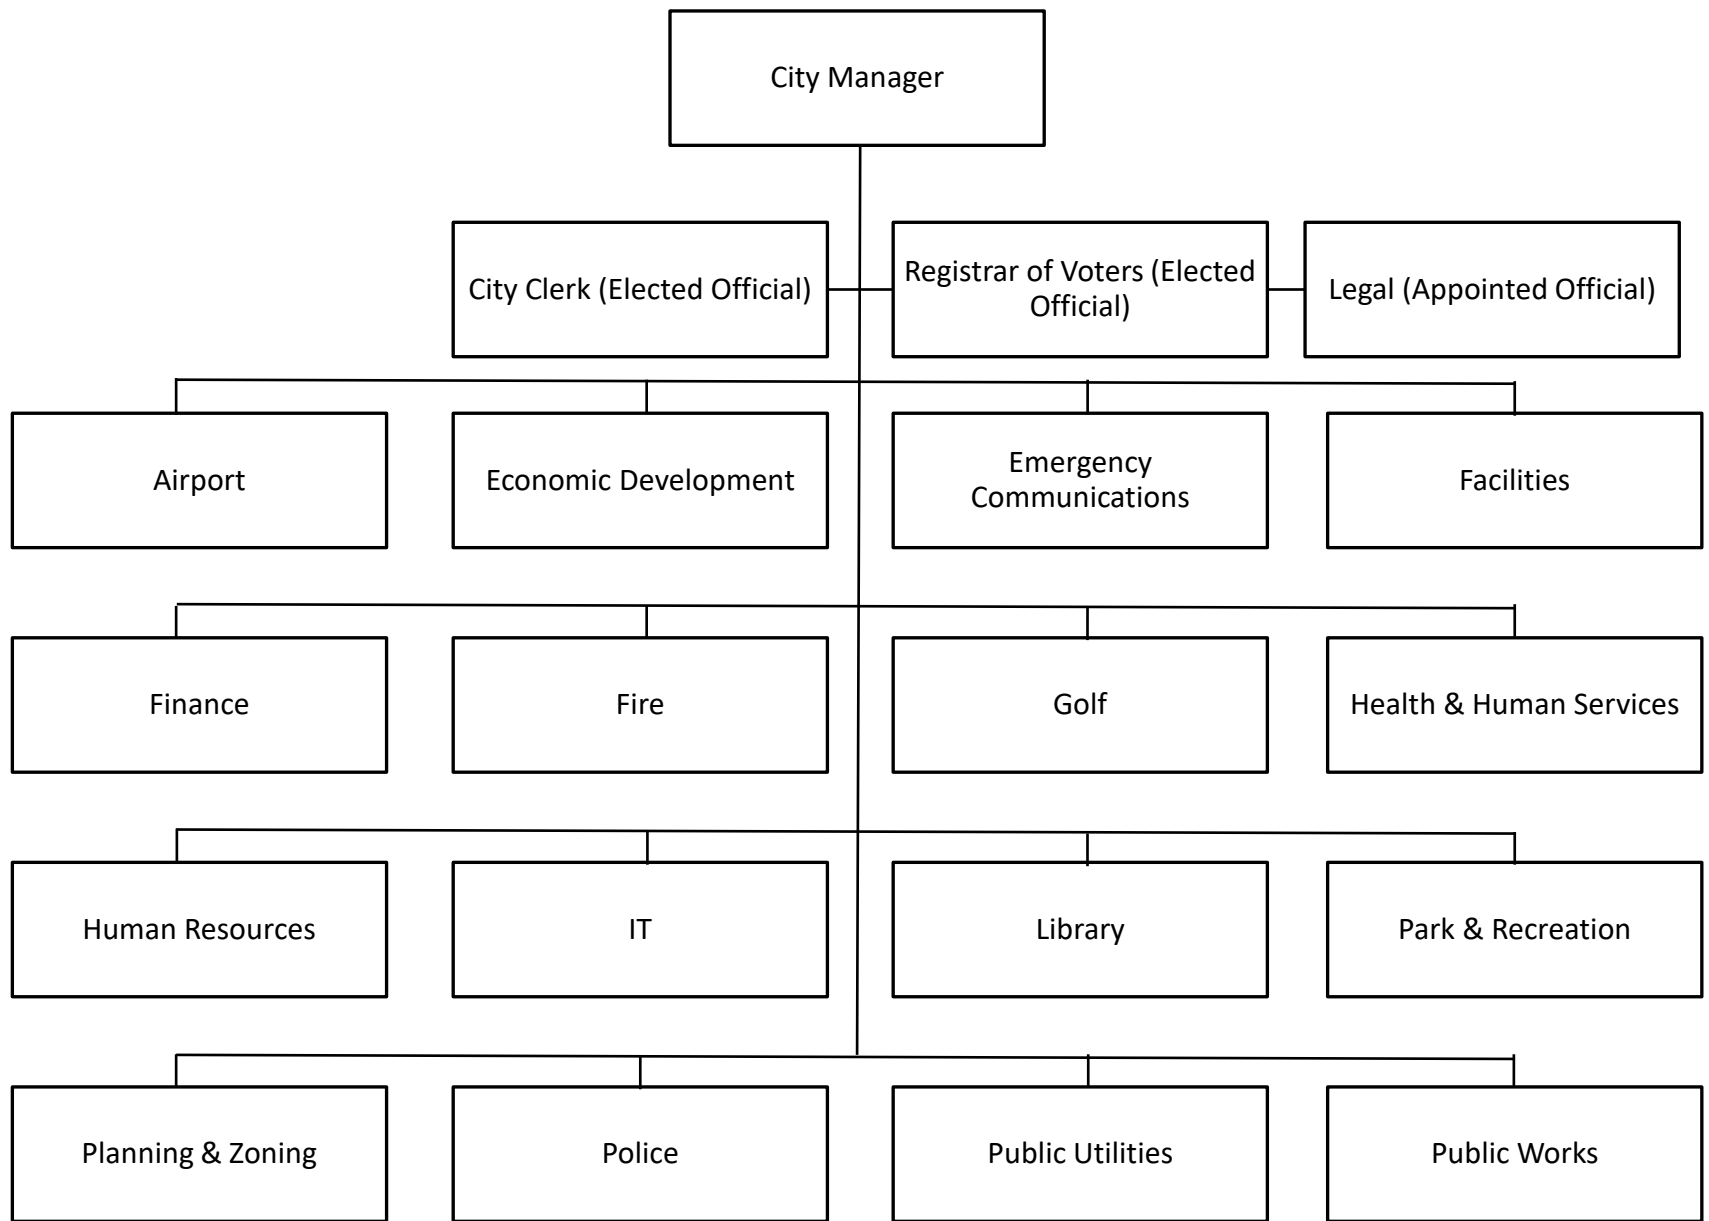 City Manager
City Clerk (Elected Official)
Registrar of Voters (Elected
Official)
Legal (Appointed Official)
Airport
Economic Development
Emergency
Communications
Facilities
Finance
Fire
Golf
Health & Human Services
Human Resources
IT
Library
Park & Recreation
Planning & Zoning
Police
Public Utilities
Public Works